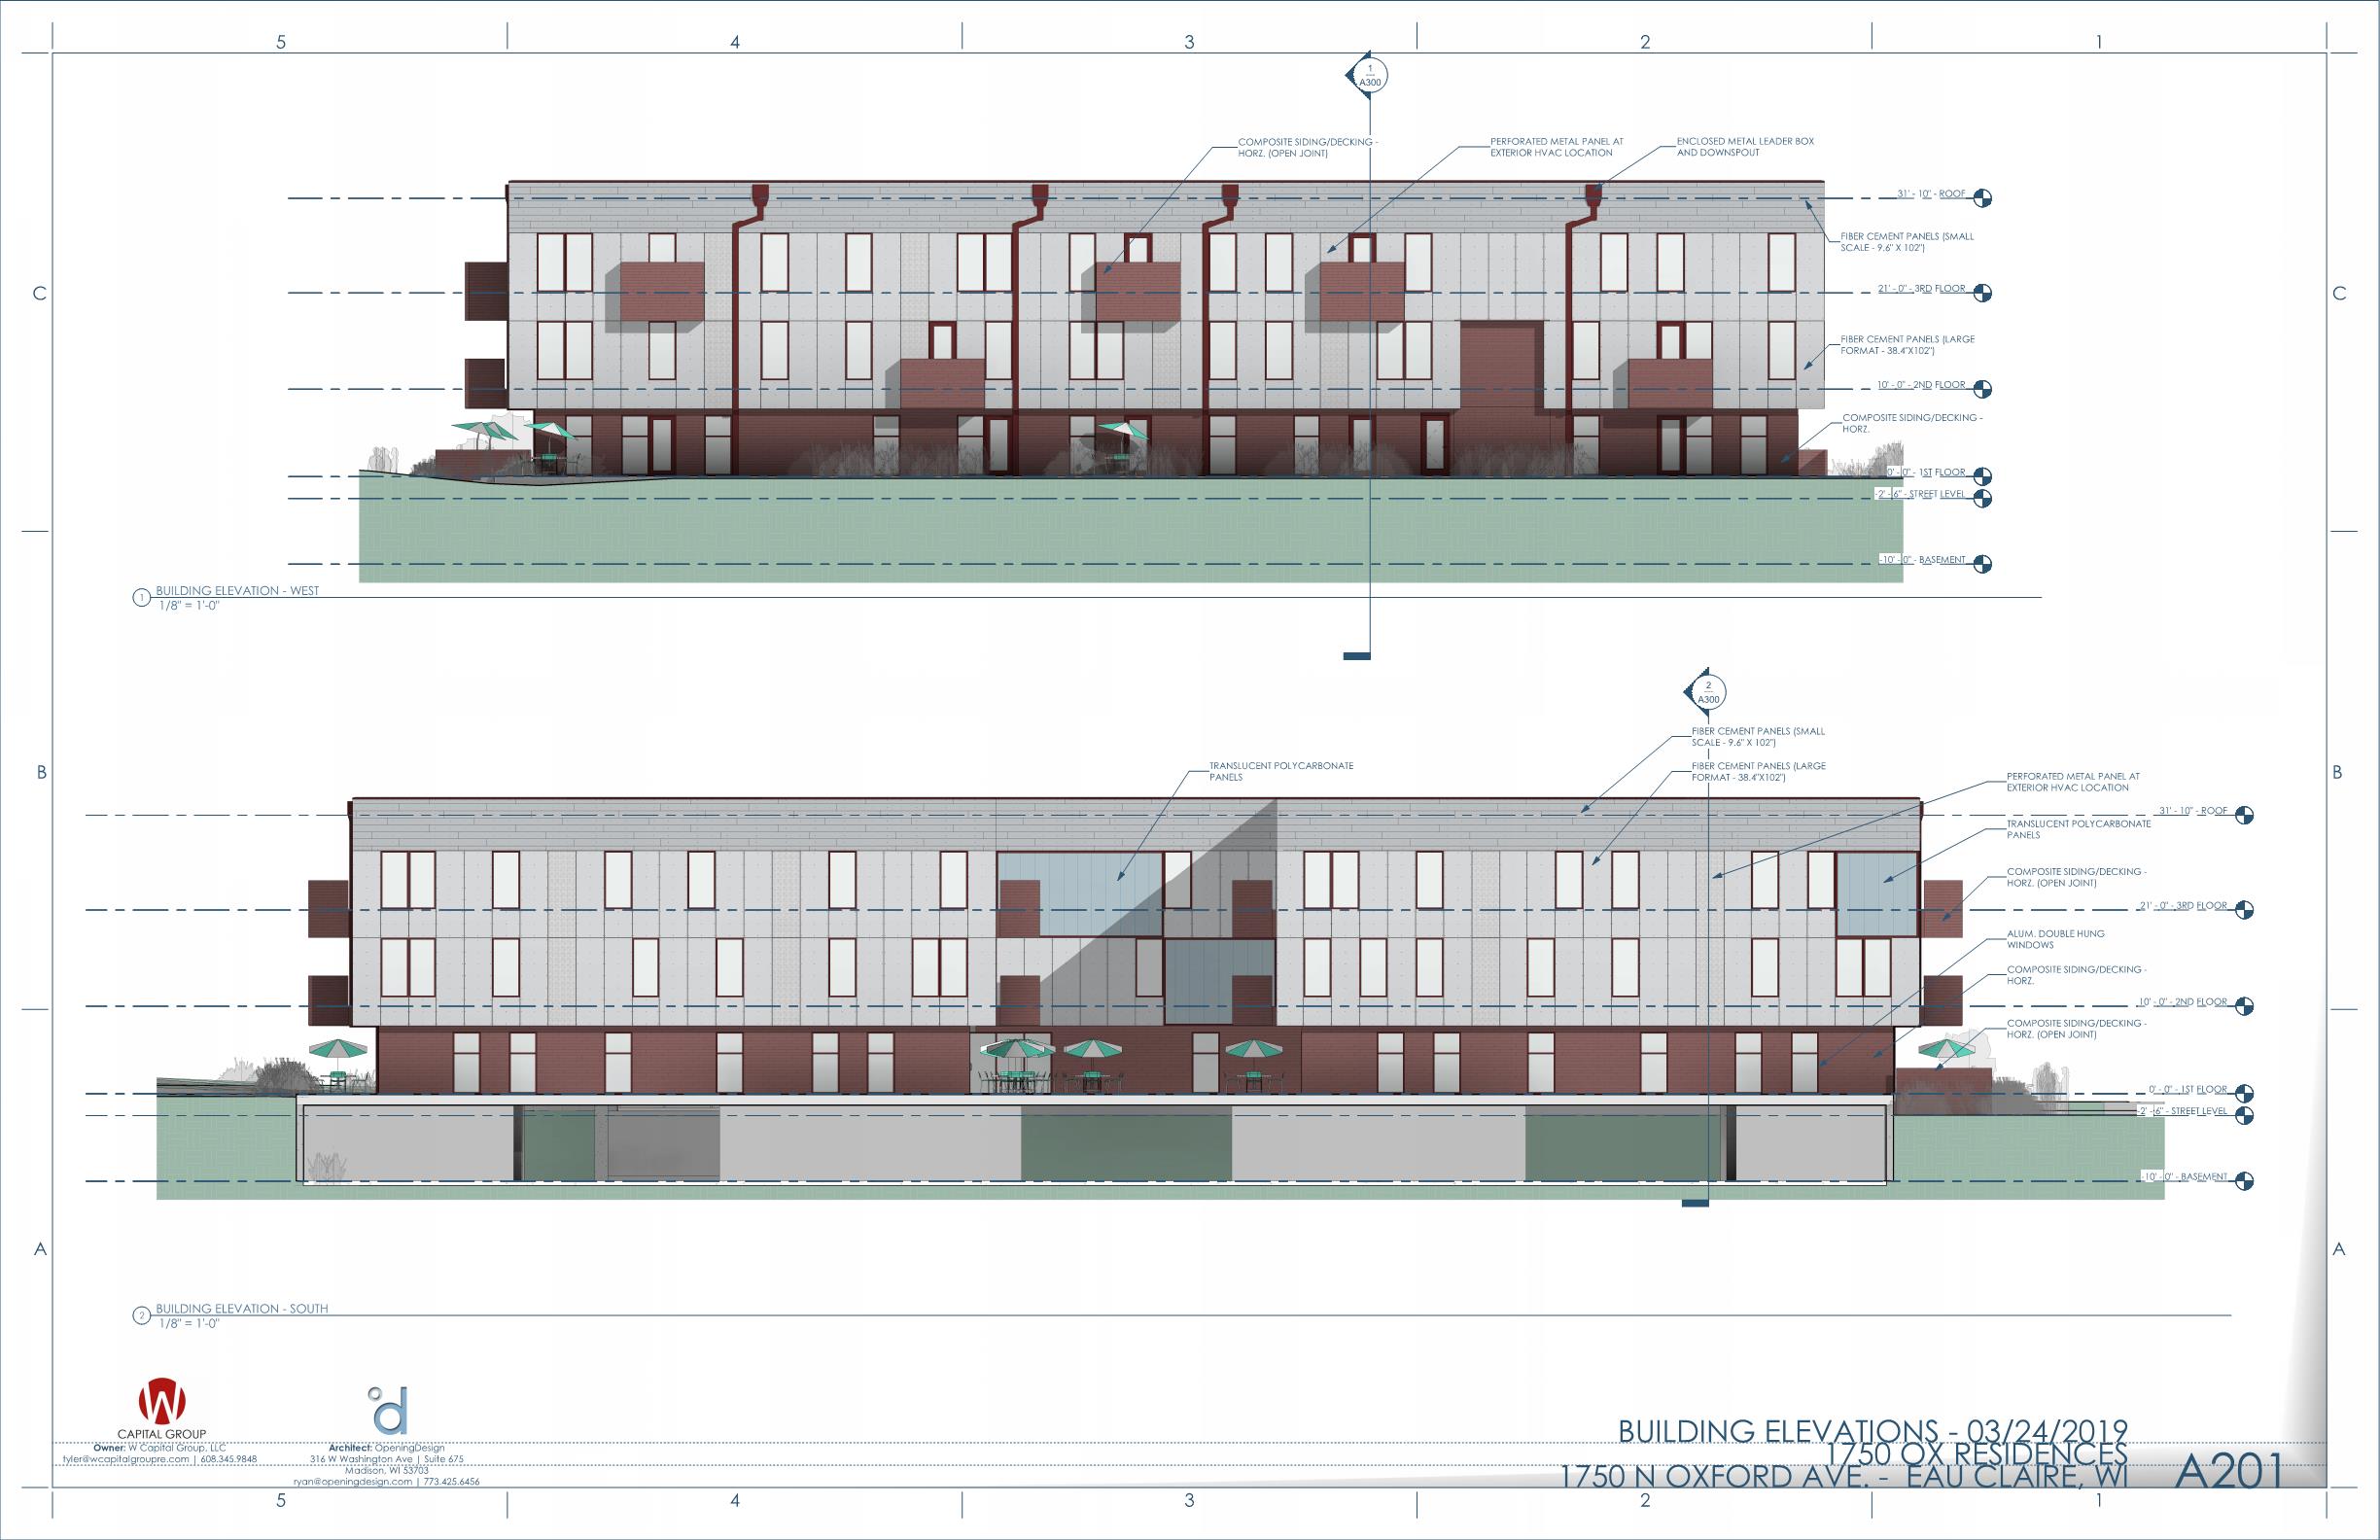 5 4 3 2 1
1
A300
COMPOSITE SIDING/DECKING -
HORZ. (OPEN JOINT)
PERFORATED METAL PANEL AT
EXTERIOR HVAC LOCATION
ENCLOSED METAL LEADER BOX
AND DOWNSPOUT
31' - 10" - ROOF
FIBER CEMENT PANELS (SMALL
SCALE - 9.6" X 102")
C
C
21' - 0" - 3RD FLOOR
FIBER CEMENT PANELS (LARGE
FORMAT - 38.4"X102")
10' - 0" - 2ND FLOOR
COMPOSITE SIDING/DECKING -
HORZ.
0' - 0" - 1ST FLOOR
-2' - 6" - STREET LEVEL
-10' - 0" - BASEMENT
1
BUILDING ELEVATION - WEST
1/8" = 1'-0"
2
A300
FIBER CEMENT PANELS (SMALL
SCALE - 9.6" X 102")
TRANSLUCENT POLYCARBONATE
PANELS
FIBER CEMENT PANELS (LARGE
FORMAT - 38.4"X102")
B
B
PERFORATED METAL PANEL AT
EXTERIOR HVAC LOCATION
31' - 10" - ROOF
TRANSLUCENT POLYCARBONATE
PANELS
COMPOSITE SIDING/DECKING -
HORZ. (OPEN JOINT)
21' - 0" - 3RD FLOOR
ALUM. DOUBLE HUNG
WINDOWS
COMPOSITE SIDING/DECKING -
HORZ.
10' - 0" - 2ND FLOOR
COMPOSITE SIDING/DECKING -
HORZ. (OPEN JOINT)
0' - 0" - 1ST FLOOR
-2' - 6" - STREET LEVEL
-10' - 0" - BASEMENT
A
A
2
BUILDING ELEVATION - SOUTH
1/8" = 1'-0"
W
CAPITAL GROUP
Owner: W Capital Group, LLC
tyler@wcapitalgroupre.com | 608.345.9848
d
Architect: OpeningDesign
316 W Washington Ave | Suite 675
Madison, WI 53703
ryan@openingdesign.com | 773.425.6456
BUILDING ELEVATIONS - 03/24/2019
1750 OX RESIDENCES
1750 N OXFORD AVE. - EAU CLAIRE, WI
A201
5 4 3 2 1